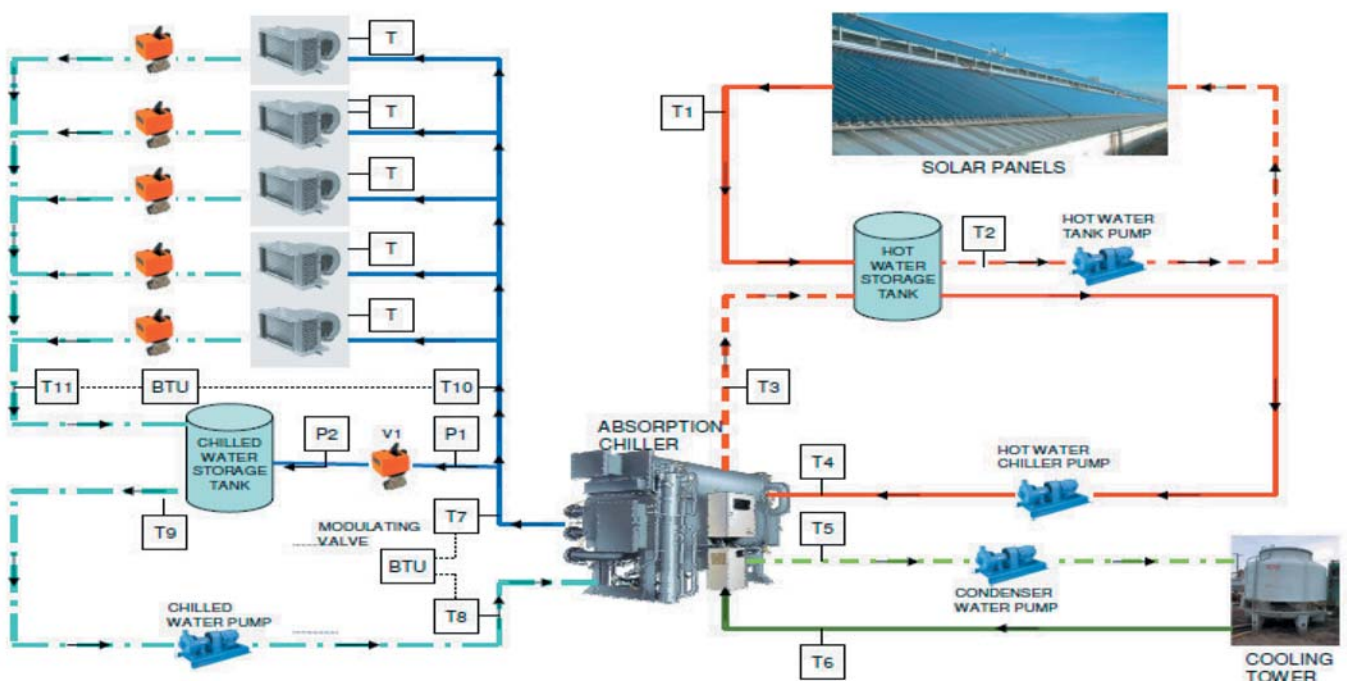 T
T
T
T
T
T1
SOLAR PANELS
T2
HOT WATER
TANK PUMP
HOT
WATER
STORAGE
TANK
T11
BTU
T10
T3
CHILLED
WATER
STORAGE
TANK
P2
V1
P1
ABSORPTION
CHILLER
T4
HOT WATER
CHILLER PUMP
T9
MODULATING
VALVE
T7
BTU
T8
T5
CONDENSER
WATER PUMP
CHILLED
WATER PUMP
T6
COOLING
TOWER